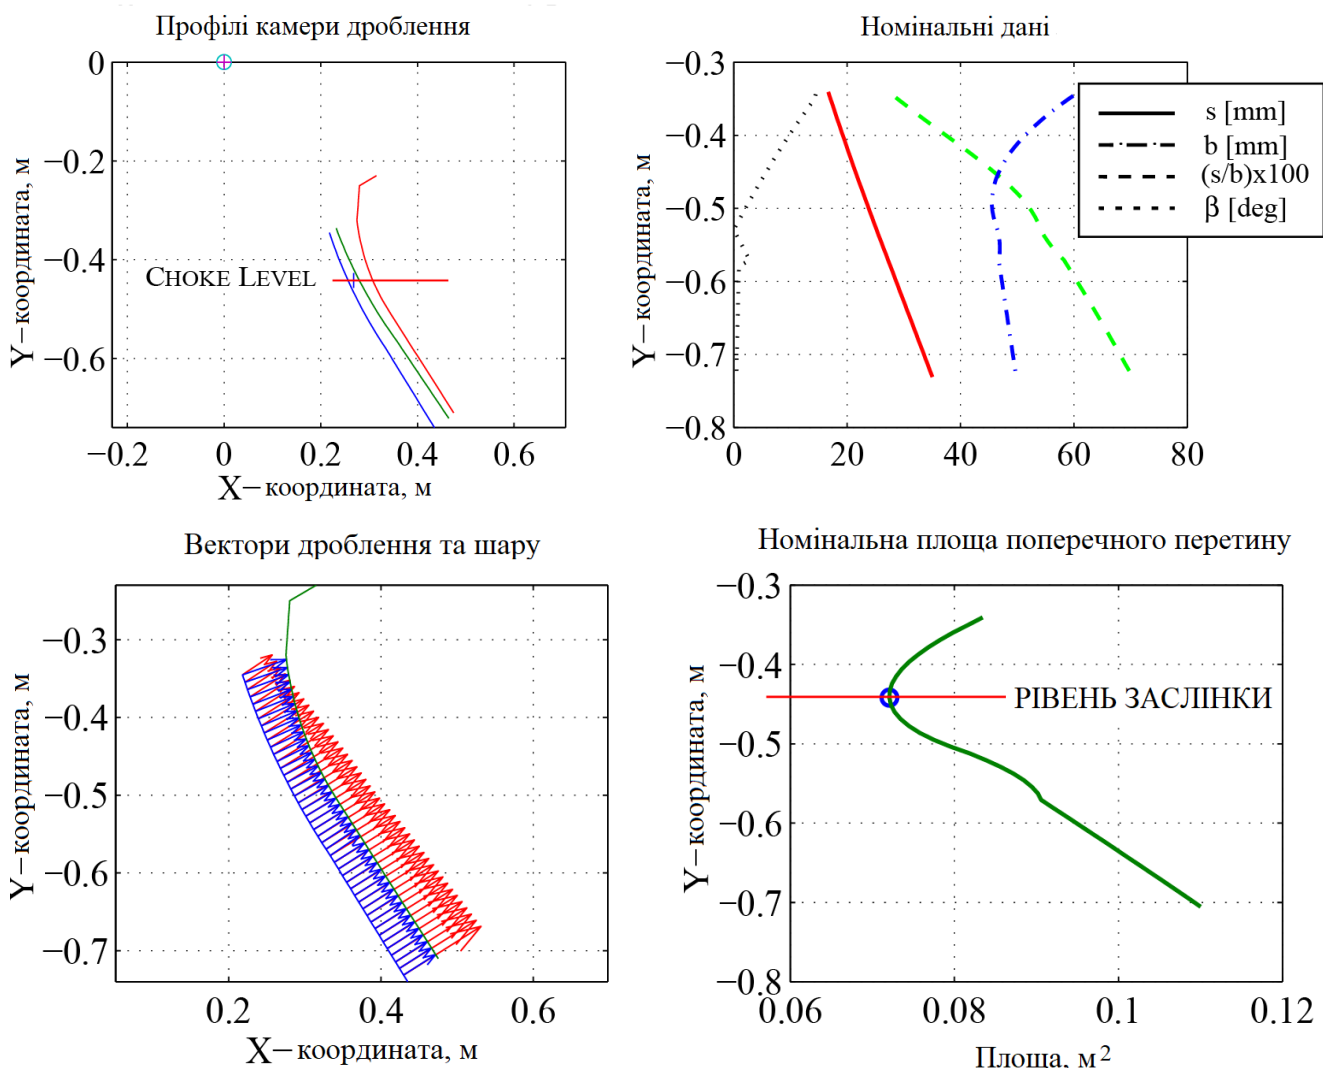 Профілі камери дроблення
0
−0.2
−0.4
−0.6
Y−координата, м
CHOKE LEVEL
−0.2
0
0.2
0.4
0.6
X−координата, м
Номінальні дані
−0.3
−0.4
−0.5
−0.6
−0.7
−0.8
Y−координата, м
s [mm]
b [mm]
(s/b)x100
β [deg]
0
20
40
60
80
Вектори дроблення та шару
−0.3
−0.4
−0.5
−0.6
−0.7
Y−координата, м
0.2
0.4
0.6
X−координата, м
Номінальна площа поперечного перетину
−0.3
−0.4
−0.5
−0.6
−0.7
−0.8
Y−координата, м
РІВЕНЬ ЗАСЛІНКИ
0.06
0.08
0.1
0.12
Площа, м²